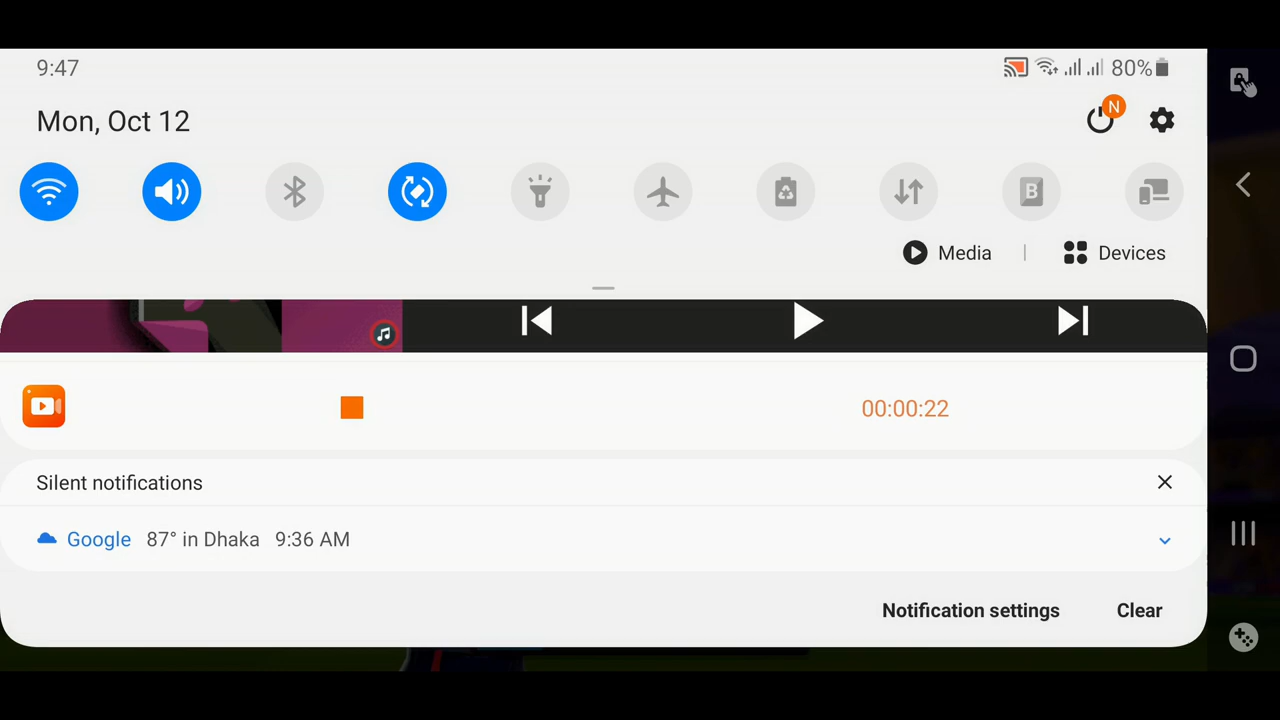 9:47 80%
Mon, Oct 12 N
B
Media | Devices
00:00:22
Silent notifications
Google 87° in Dhaka 9:36 AM
Notification settings Clear